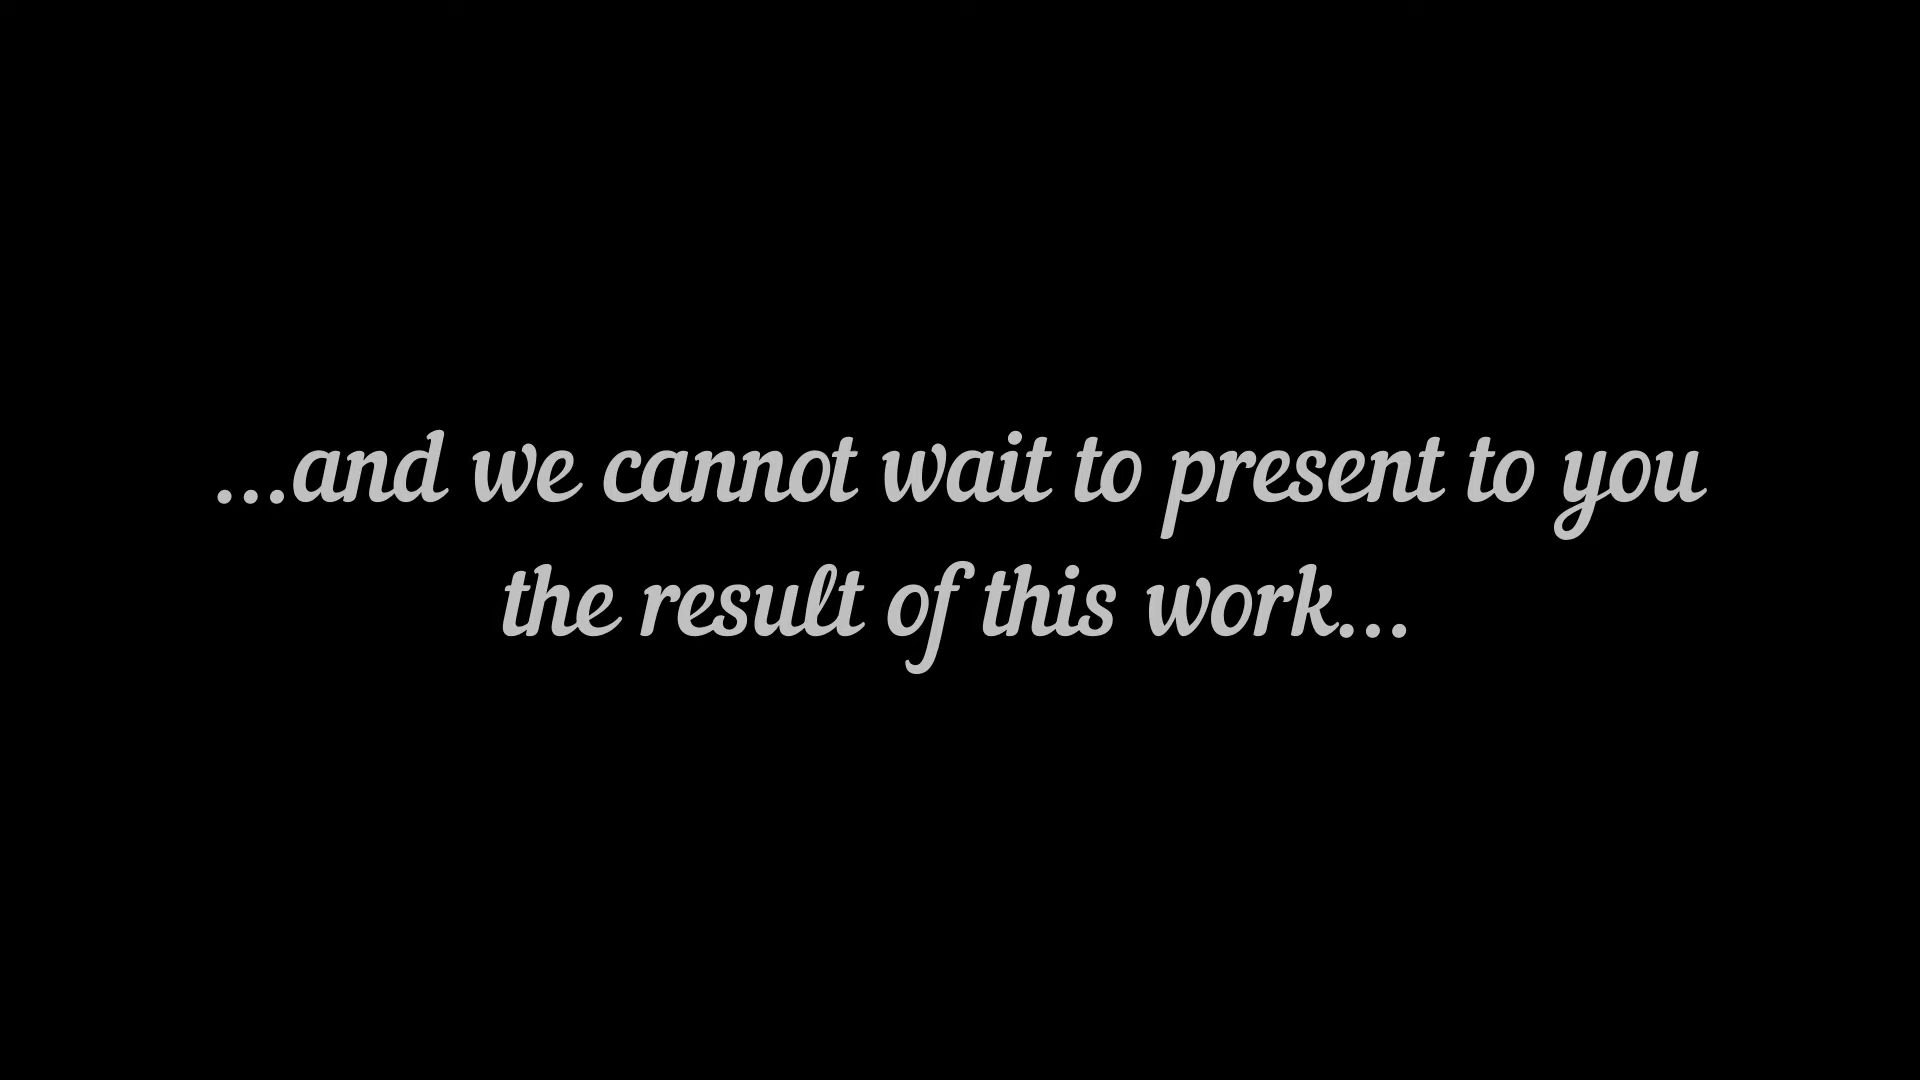 ...and we cannot wait to present to you
the result of this work...